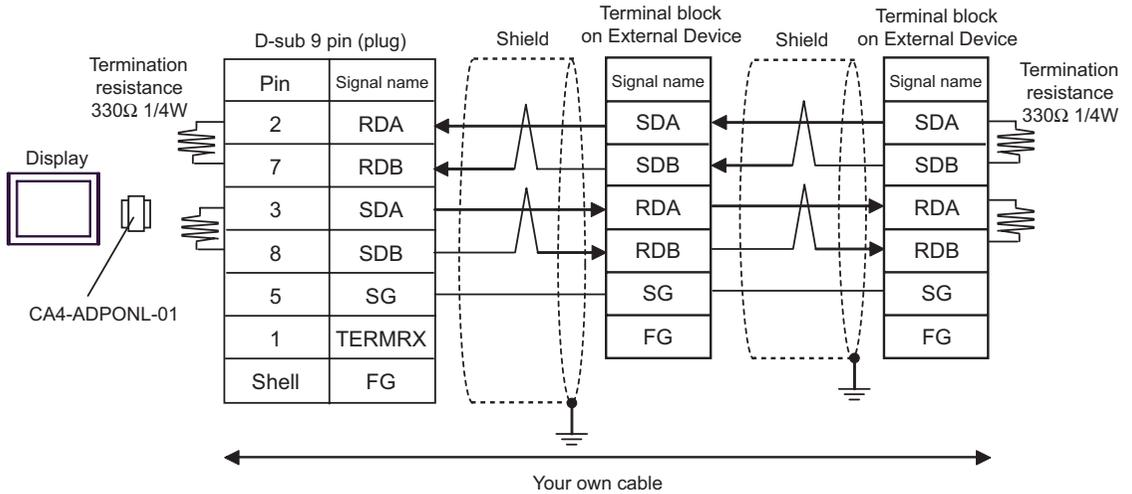 Terminal block
on External Device
Terminal block
on External Device
D-sub 9 pin (plug)
Shield
Shield
Termination
resistance
330Ω 1/4W
Termination
resistance
330Ω 1/4W
Pin Signal name
2 RDA
7 RDB
3 SDA
8 SDB
5 SG
1 TERMRX
Shell FG
Signal name
SDA
SDB
RDA
RDB
SG
FG
Signal name
SDA
SDB
RDA
RDB
SG
FG
Display
CA4-ADPONL-01
Your own cable